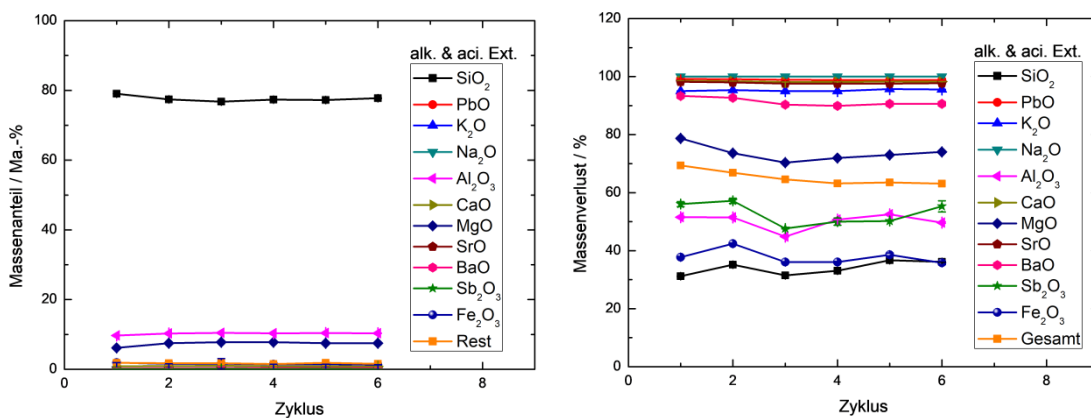 100
80
60
40
20
0
Massenanteil / Ma.-%
0
2
4
6
8
Zyklus
alk. & aci. Ext.
SiO₂
PbO
K₂O
Na₂O
Al₂O₃
CaO
MgO
SrO
BaO
Sb₂O₃
Fe₂O₃
Rest
120
100
80
60
40
20
0
Massenverlust / %
0
2
4
6
8
Zyklus
alk. & aci. Ext.
SiO₂
PbO
K₂O
Na₂O
Al₂O₃
CaO
MgO
SrO
BaO
Sb₂O₃
Fe₂O₃
Gesamt